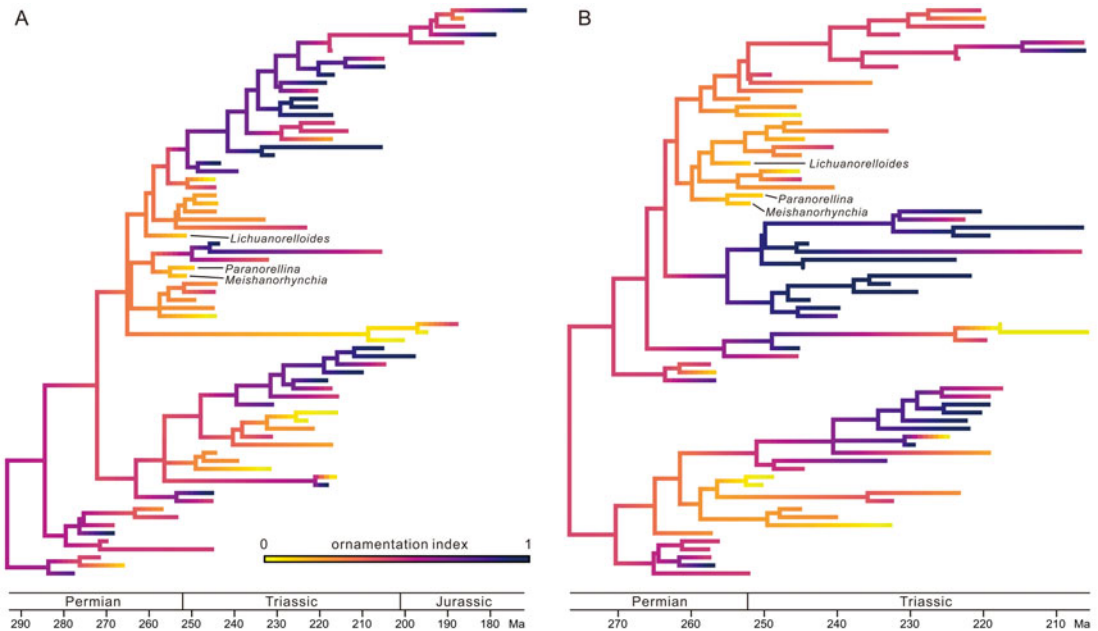 A
B
Lichuanorelloides
Paranorellina
Meishanorhynchia
Lichuanorelloides
Paranorellina
Meishanorhynchia
0 ornamentation index 1
Permian Triassic Jurassic
290 280 270 260 250 240 230 220 210 200 190 180 Ma
Permian Triassic
270 260 250 240 230 220 210 Ma